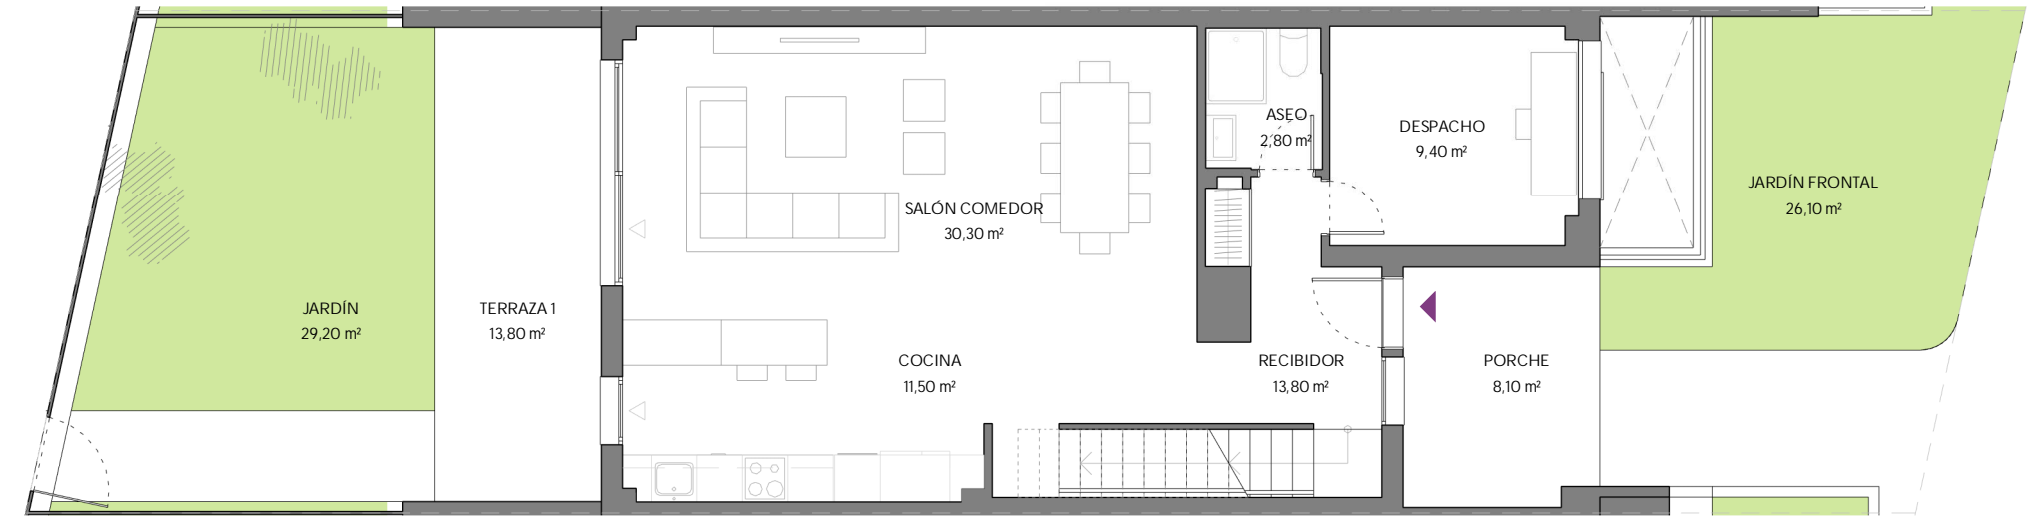 ASEO
2,80 m²
DESPACHO
9,40 m²
JARDÍN FRONTAL
26,10 m²
SALÓN COMEDOR
30,30 m²
JARDÍN
29,20 m²
TERRAZA 1
13,80 m²
COCINA
11,50 m²
RECIBIDOR
13,80 m²
PORCHE
8,10 m²